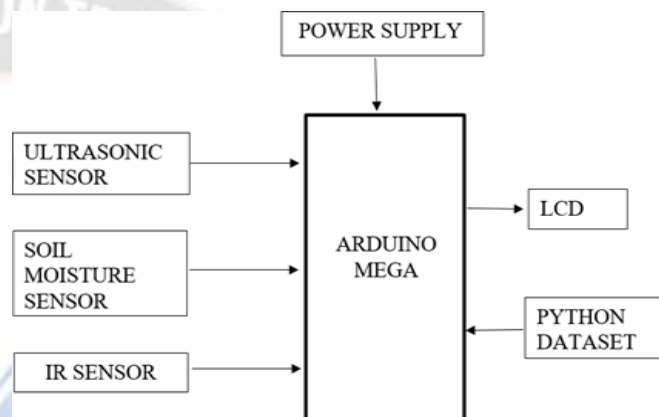 POWER SUPPLY
ULTRASONIC
SENSOR
SOIL
MOISTURE
SENSOR
IR SENSOR
ARDUINO
MEGA
LCD
PYTHON
DATASET